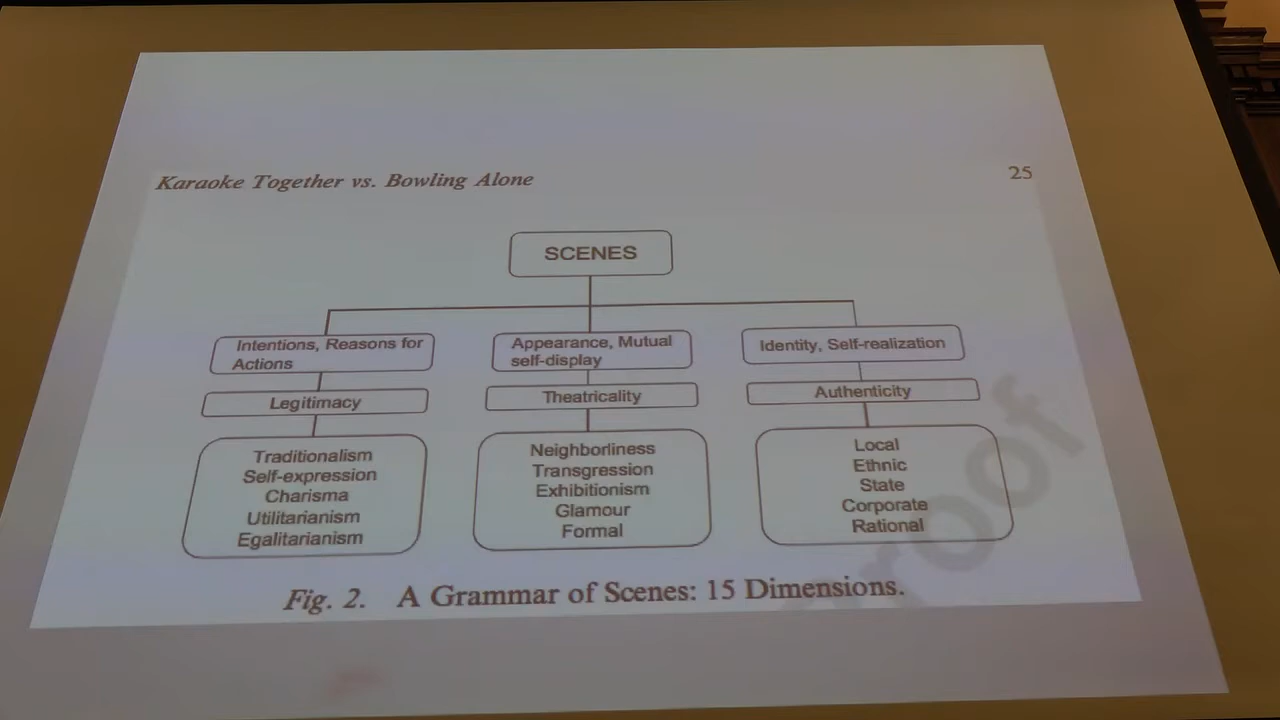 Karaoke Together vs. Bowling Alone
25
SCENES
Intentions, Reasons for
Actions
Legitimacy
Traditionalism
Self-expression
Charisma
Utilitarianism
Egalitarianism
Appearance, Mutual
self-display
Theatricality
Neighborliness
Transgression
Exhibitionism
Glamour
Formal
Identity, Self-realization
Authenticity
Local
Ethnic
State
Corporate
Rational
Proof
Fig. 2. A Grammar of Scenes: 15 Dimensions.